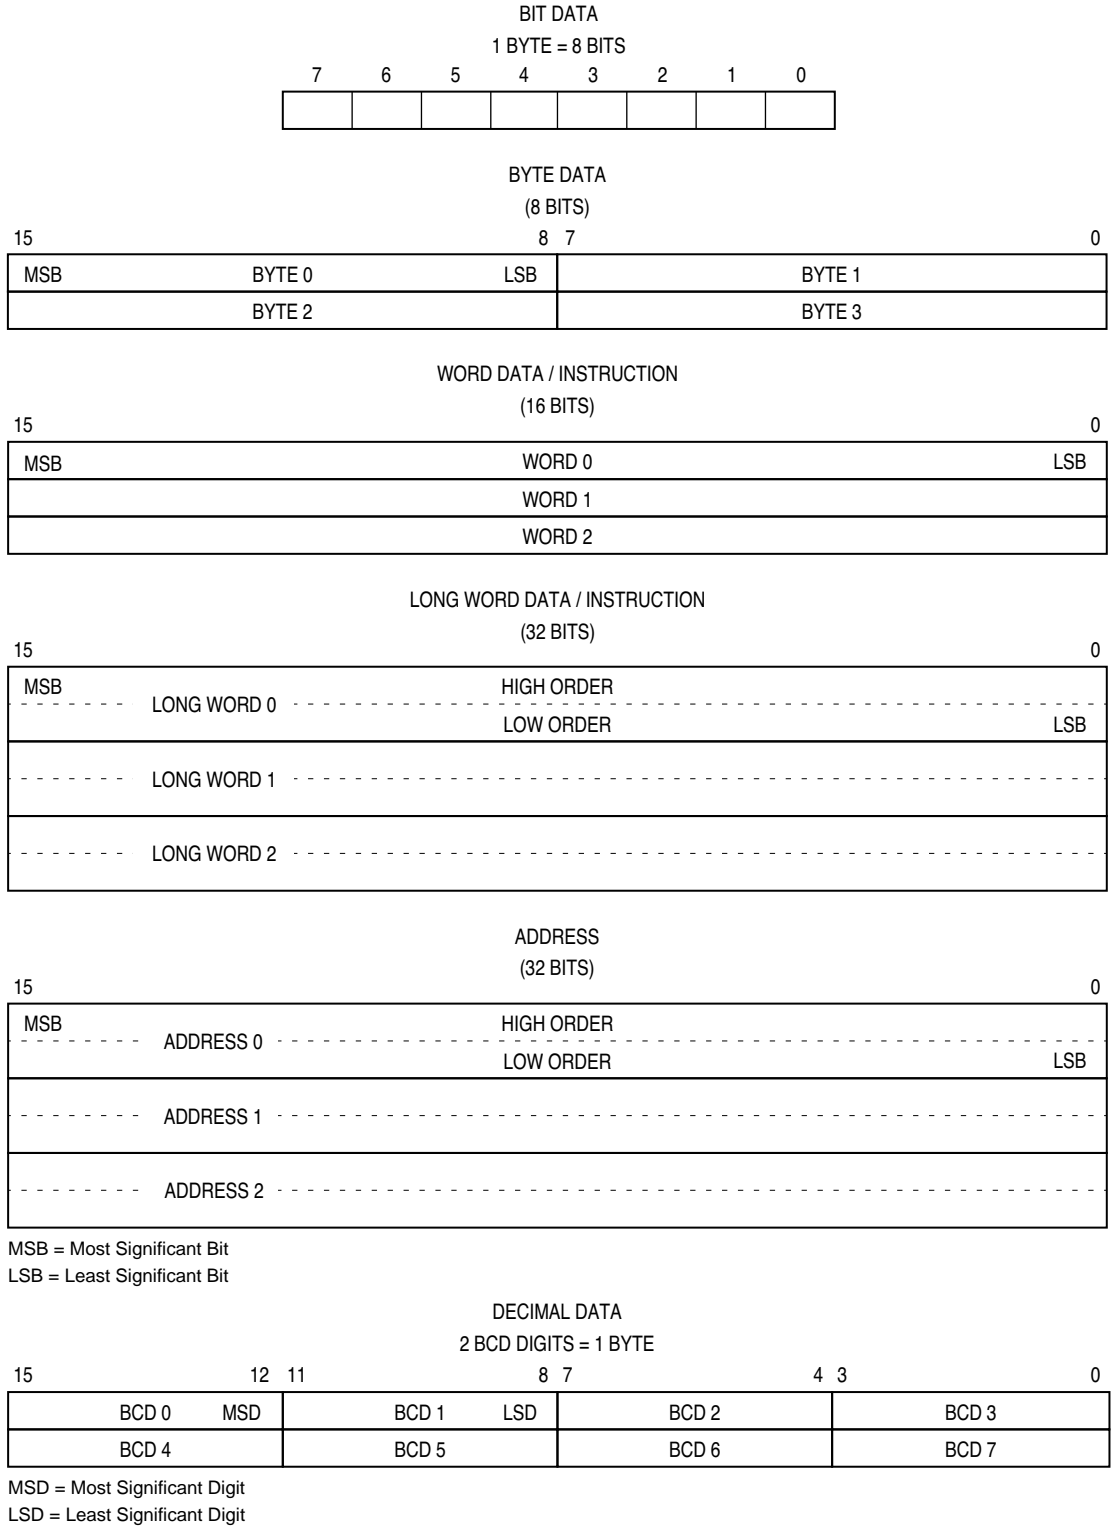 BIT DATA
1 BYTE = 8 BITS
7 6 5 4 3 2 1 0
BYTE DATA
(8 BITS)
15 8 7 0
MSB BYTE 0 LSB BYTE 1
BYTE 2 BYTE 3
WORD DATA / INSTRUCTION
(16 BITS)
15 0
MSB WORD 0 LSB
WORD 1
WORD 2
LONG WORD DATA / INSTRUCTION
(32 BITS)
15 0
MSB HIGH ORDER
LONG WORD 0
LOW ORDER LSB
LONG WORD 1
LONG WORD 2
ADDRESS
(32 BITS)
15 0
MSB HIGH ORDER
ADDRESS 0
LOW ORDER LSB
ADDRESS 1
ADDRESS 2
MSB = Most Significant Bit
LSB = Least Significant Bit
DECIMAL DATA
2 BCD DIGITS = 1 BYTE
15 12 11 8 7 4 3 0
BCD 0 MSD BCD 1 LSD BCD 2 BCD 3
BCD 4 BCD 5 BCD 6 BCD 7
MSD = Most Significant Digit
LSD = Least Significant Digit